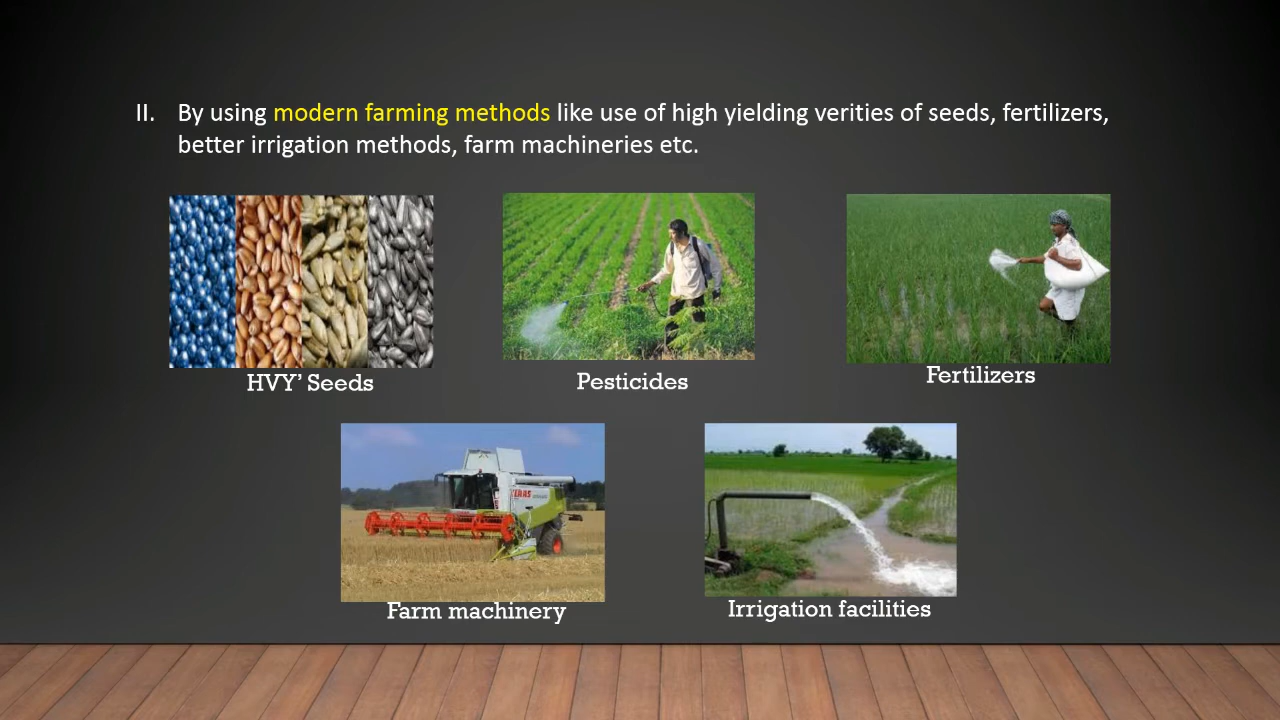 II. By using modern farming methods like use of high yielding verities of seeds, fertilizers,
better irrigation methods, farm machineries etc.
HVY’ Seeds
Pesticides
Fertilizers
CLAAS
Farm machinery
Irrigation facilities